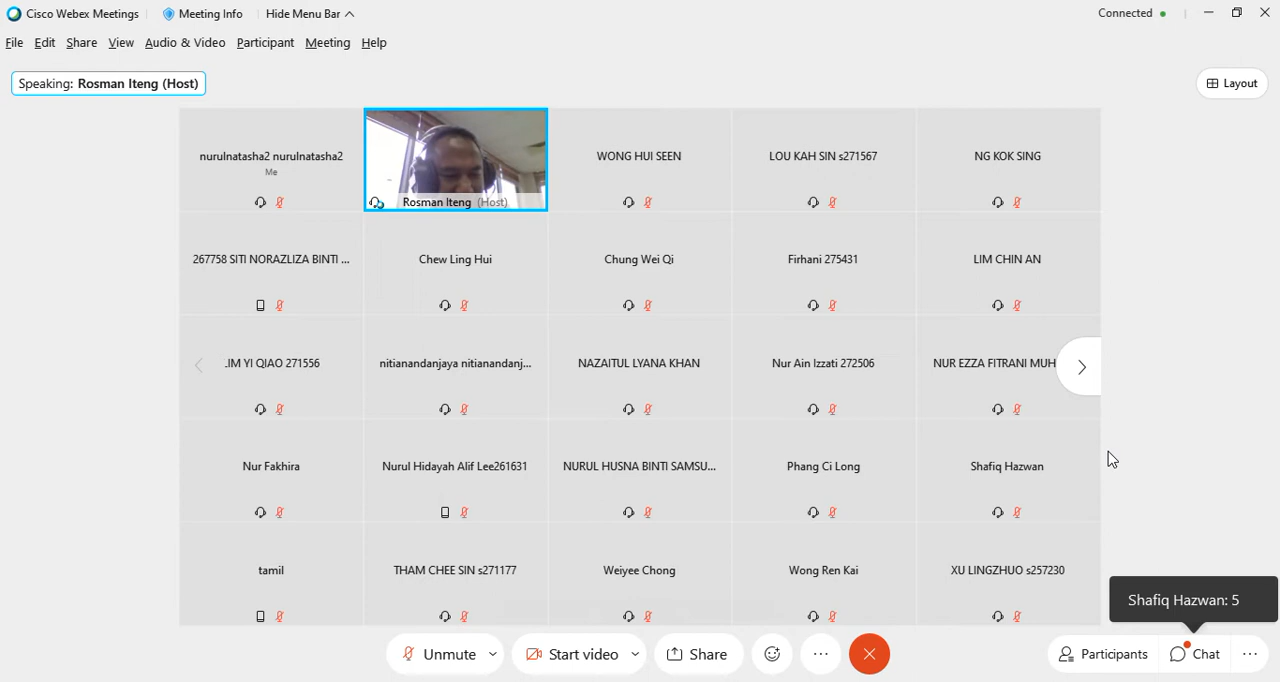 Cisco Webex Meetings Meeting Info Hide Menu Bar Connected
File Edit Share View Audio & Video Participant Meeting Help
Speaking: Rosman Iteng (Host) Layout
nurulnatasha2 nurulnatasha2
Me
Rosman Iteng (Host)
WONG HUI SEEN
LOU KAH SIN s271567
NG KOK SING
267758 SITI NORAZLIZA BINTI ...
Chew Ling Hui
Chung Wei Qi
Firhani 275431
LIM CHIN AN
.IM YI QIAO 271556
nitianandanjaya nitianandanj...
NAZAITUL LYANA KHAN
Nur Ain Izzati 272506
NUR EZZA FITRANI MUH
Nur Fakhira
Nurul Hidayah Alif Lee261631
NURUL HUSNA BINTI SAMSU...
Phang Ci Long
Shafiq Hazwan
tamil
THAM CHEE SIN s271177
Weiyee Chong
Wong Ren Kai
XU LINGZHUO s257230
Shafiq Hazwan: 5
Unmute Start video Share Participants Chat